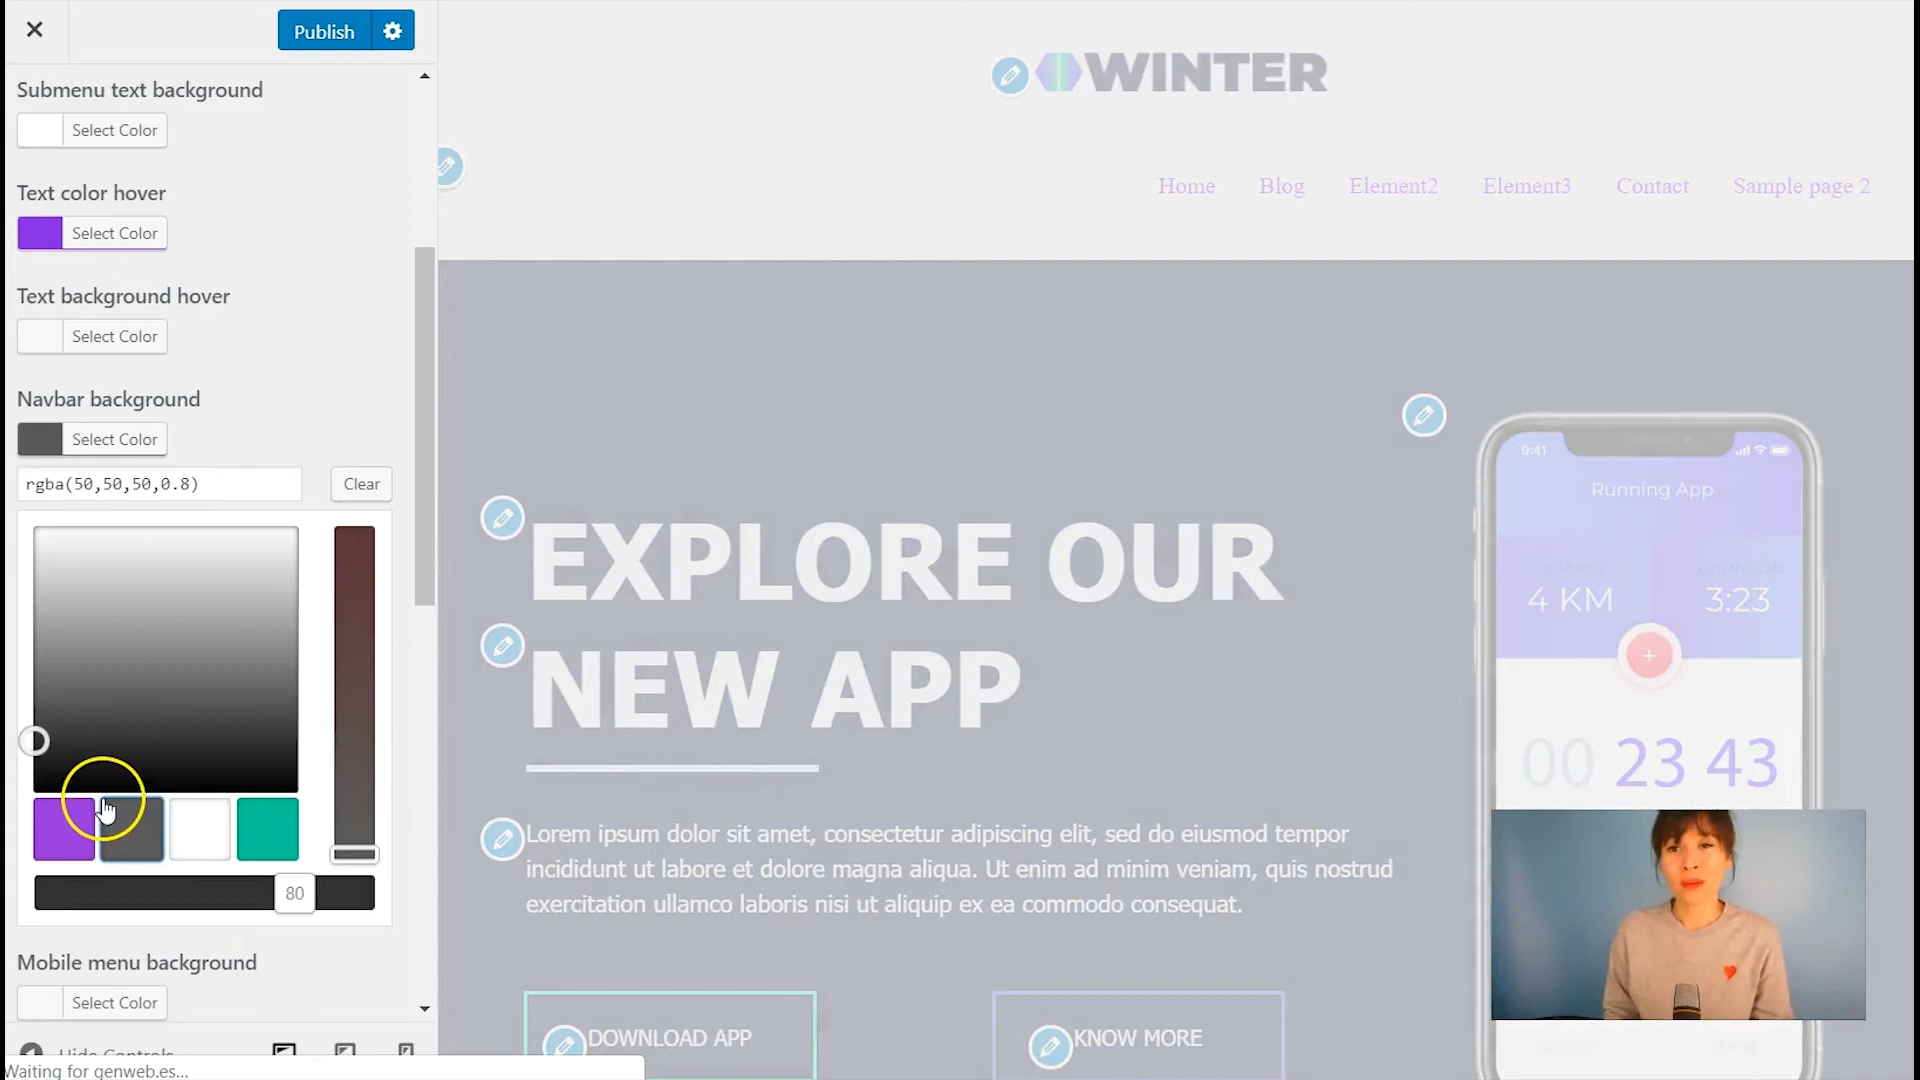 Publish
Submenu text background
Select Color
Text color hover
Select Color
Text background hover
Select Color
Navbar background
Select Color
rgba(50,50,50,0.8)
Clear
80
Mobile menu background
Select Color
Hide Controls
Waiting for genweb.es...
WINTER
Home Blog Element2 Element3 Contact Sample page 2
EXPLORE OUR
NEW APP
Lorem ipsum dolor sit amet, consectetur adipiscing elit, sed do eiusmod tempor
incididunt ut labore et dolore magna aliqua. Ut enim ad minim veniam, quis nostrud
exercitation ullamco laboris nisi ut aliquip ex ea commodo consequat.
DOWNLOAD APP
KNOW MORE
9:41
Running App
DISTANCE DURATION
4 KM 3:23
00 23 43